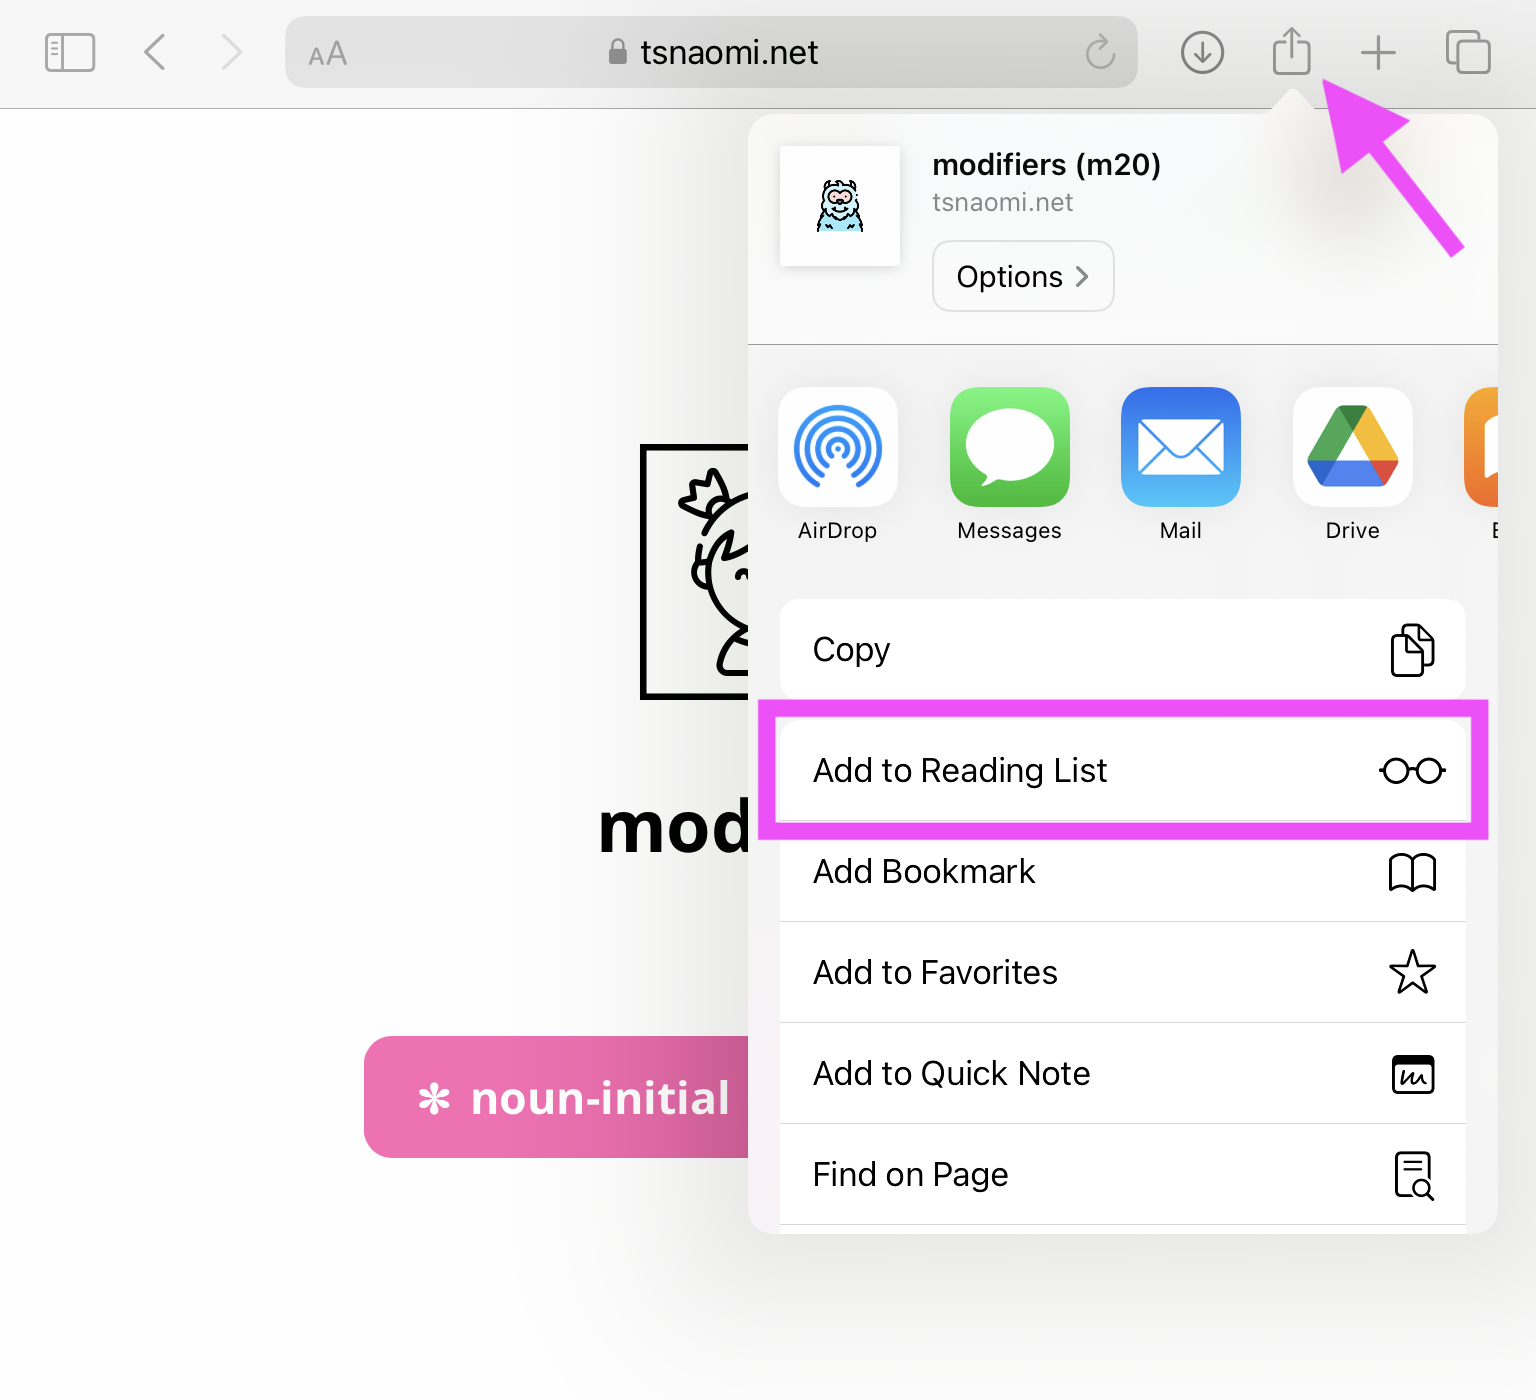 AA
tsnaomi.net
modifiers (m20)
tsnaomi.net
Options
AirDrop
Messages
Mail
Drive
Copy
Add to Reading List
mod
Add Bookmark
Add to Favorites
Add to Quick Note
✻ noun-initial
Find on Page